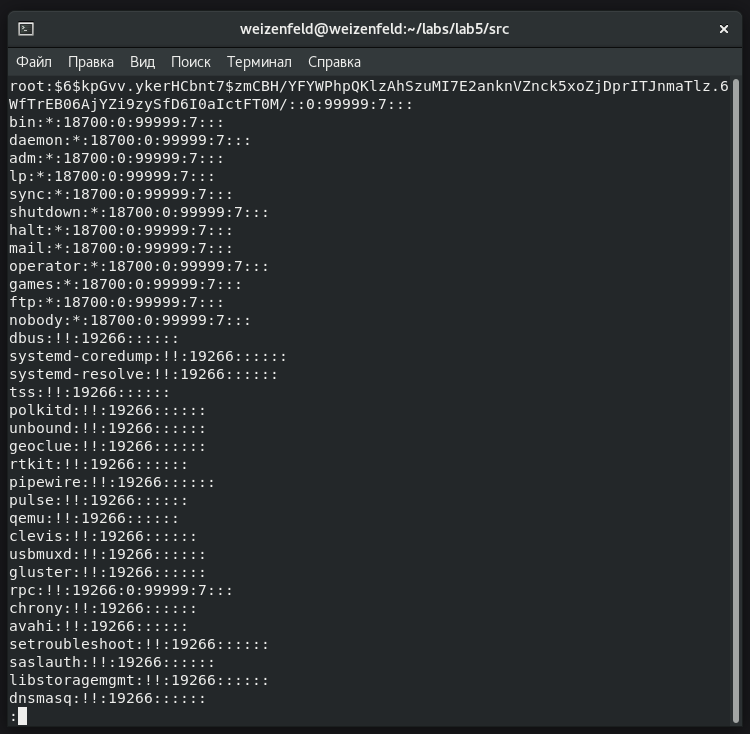 weizenfeld@weizenfeld:~/labs/lab5/src
Файл Правка Вид Поиск Терминал Справка
root:$6$kpGvv.ykerHCbnt7$zmCBH/YFYWPhpQKlzAhSzuMI7E2anknVZnck5xoZjDprITJnmaTlz.6
WfTrEB06AjYZi9zySfD6I0aIctFT0M/::0:99999:7:::
bin:*:18700:0:99999:7:::
daemon:*:18700:0:99999:7:::
adm:*:18700:0:99999:7:::
lp:*:18700:0:99999:7:::
sync:*:18700:0:99999:7:::
shutdown:*:18700:0:99999:7:::
halt:*:18700:0:99999:7:::
mail:*:18700:0:99999:7:::
operator:*:18700:0:99999:7:::
games:*:18700:0:99999:7:::
ftp:*:18700:0:99999:7:::
nobody:*:18700:0:99999:7:::
dbus:!!:19266::::::
systemd-coredump:!!:19266::::::
systemd-resolve:!!:19266::::::
tss:!!:19266::::::
polkitd:!!:19266::::::
unbound:!!:19266::::::
geoclue:!!:19266::::::
rtkit:!!:19266::::::
pipewire:!!:19266::::::
pulse:!!:19266::::::
qemu:!!:19266::::::
clevis:!!:19266::::::
usbmuxd:!!:19266::::::
gluster:!!:19266::::::
rpc:!!:19266:0:99999:7:::
chrony:!!:19266::::::
avahi:!!:19266::::::
setroubleshoot:!!:19266::::::
saslauth:!!:19266::::::
libstoragemgmt:!!:19266::::::
dnsmasq:!!:19266::::::
: